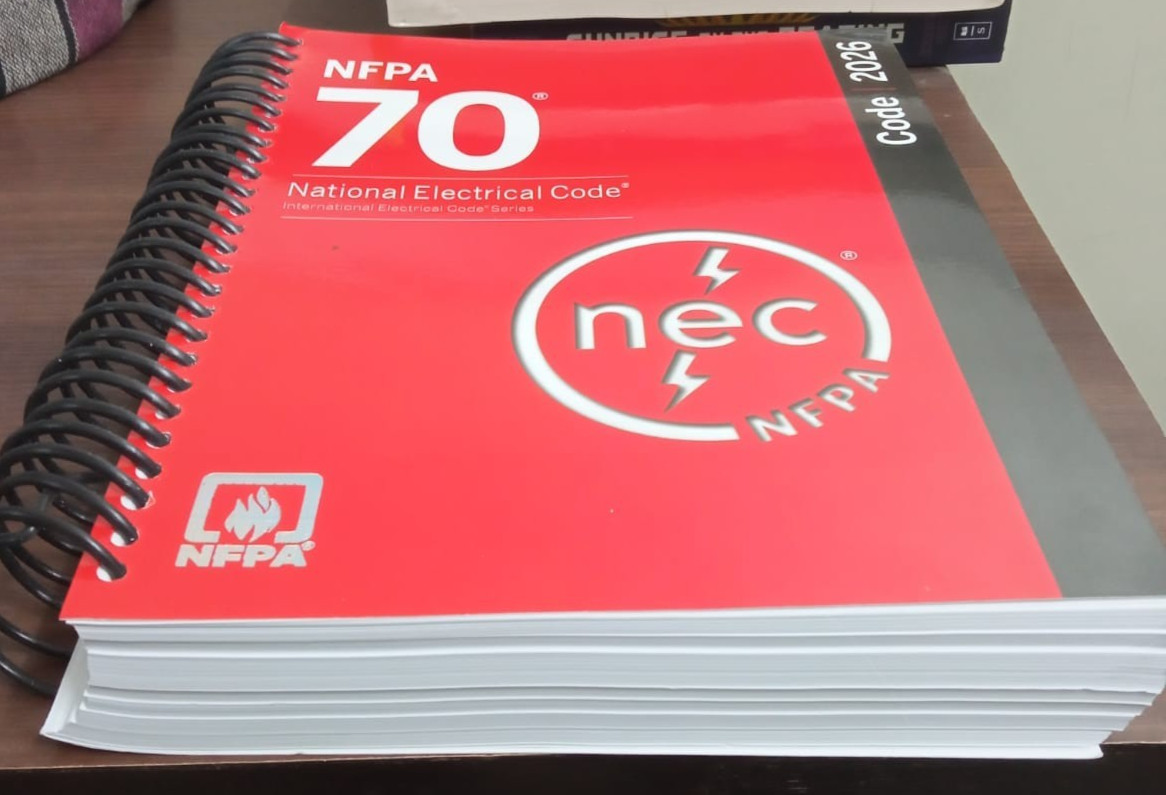 NFPA
70®
National Electrical Code®
International Electrical Code® Series
Code 2026
nec
®
NFPA
NFPA®